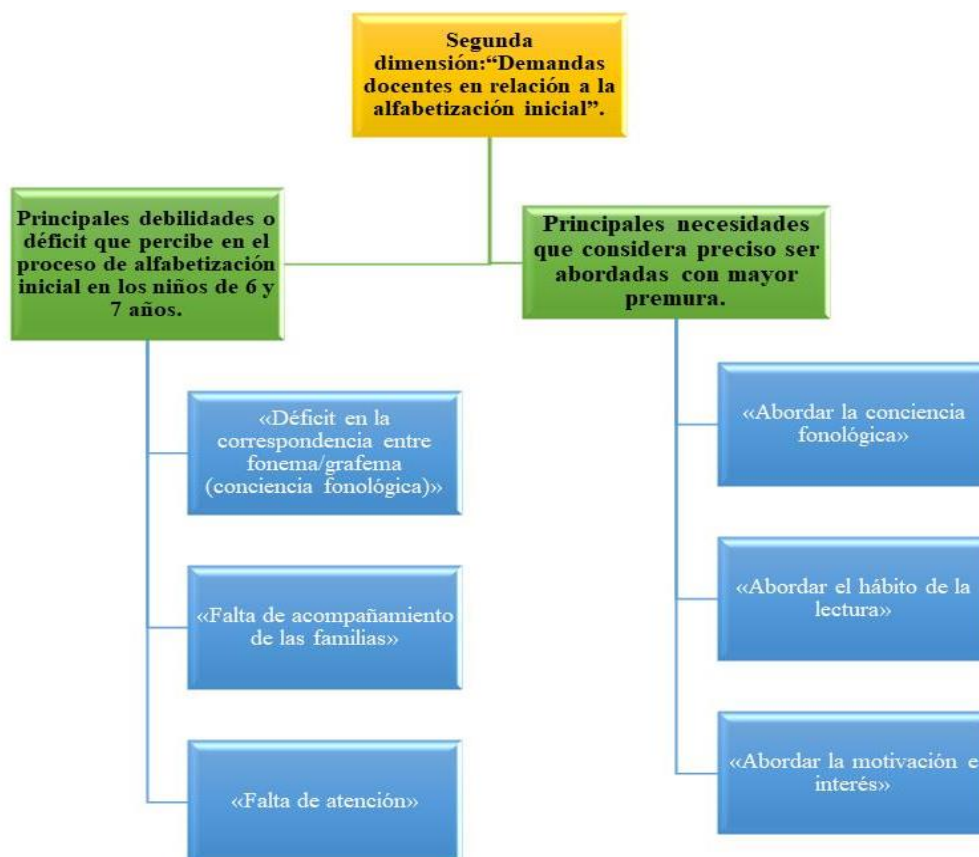 Segunda
dimensión:“Demandas
docentes en relación a la
alfabetización inicial”.
Principales debilidades o
déficit que percibe en el
proceso de alfabetización
inicial en los niños de 6 y
7 años.
Principales necesidades
que considera preciso ser
abordadas con mayor
premura.
«Déficit en la
correspondencia entre
fonema/grafema
(conciencia fonológica)»
«Falta de acompañamiento
de las familias»
«Falta de atención»
«Abordar la conciencia
fonológica»
«Abordar el hábito de la
lectura»
«Abordar la motivación e
interés»